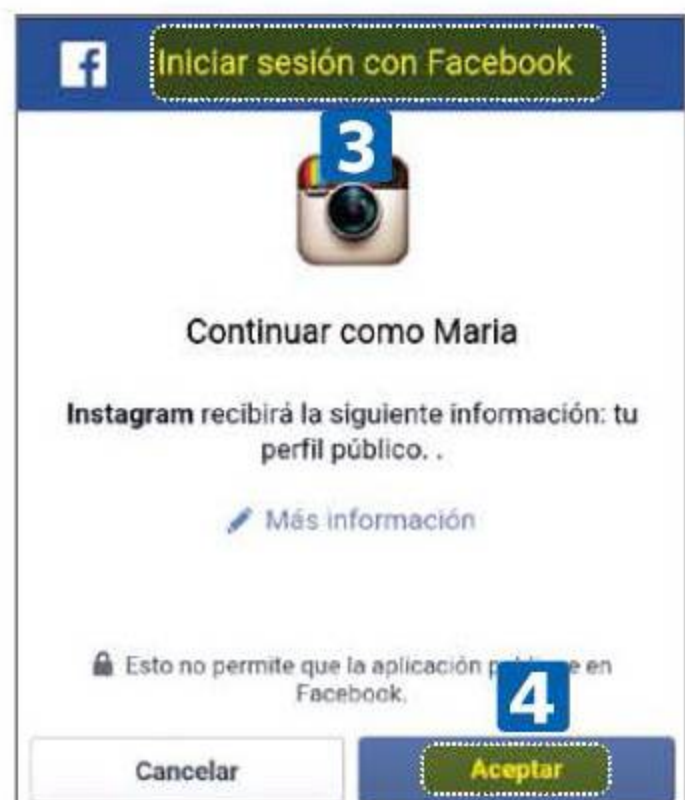 f Iniciar sesión con Facebook
3
Continuar como Maria
Instagram recibirá la siguiente información: tu
perfil público. .
Más información
Esto no permite que la aplicación en
Facebook.
4
Cancelar
Aceptar